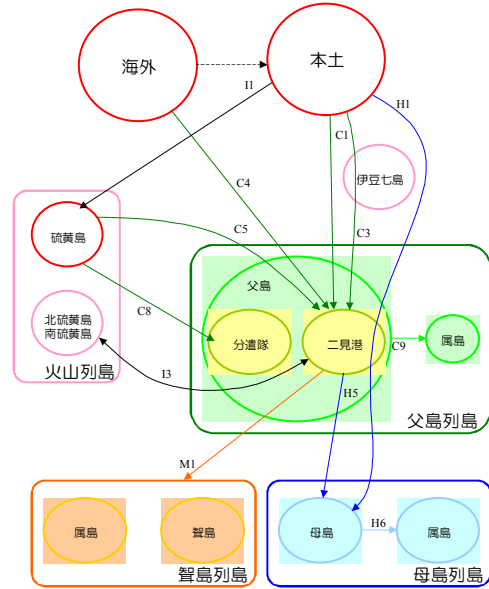 海外
本土
I1
H1
C1
C4
伊豆七島
C5
C3
硫黄島
父島
C8
北硫黄島
南硫黄島
分遣隊
二見港
属島
C9
火山列島
I3
H5
父島列島
M1
属島
聟島
母島
H6
属島
聟島列島
母島列島